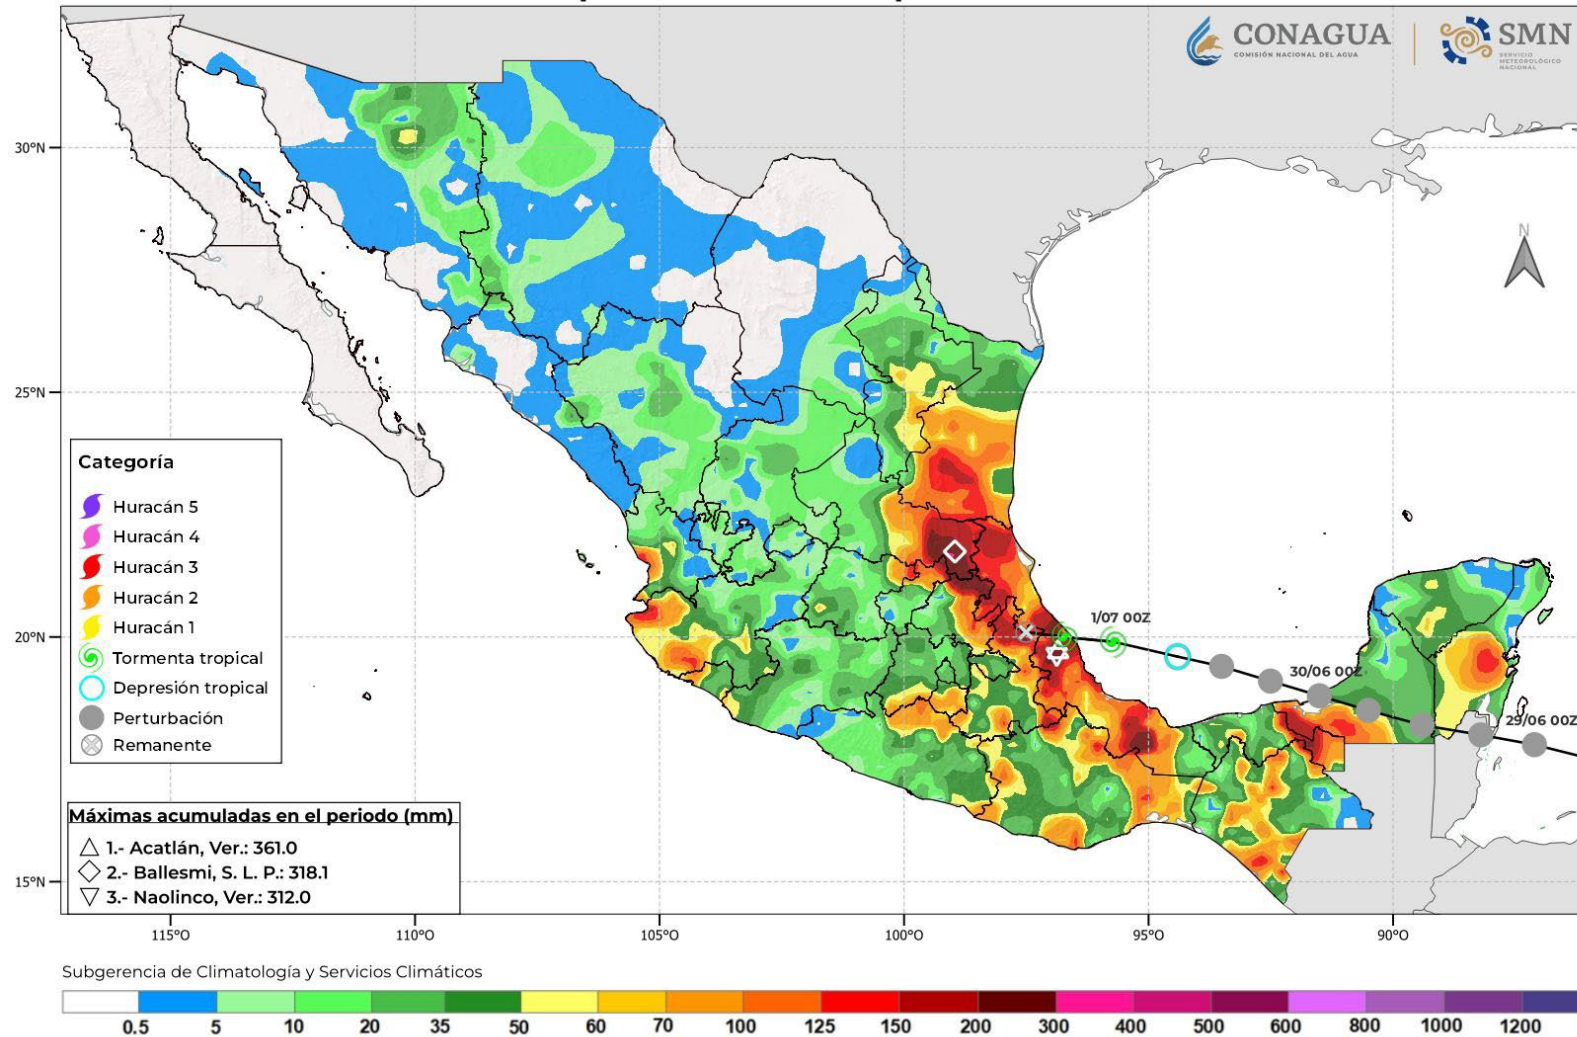 CONAGUA
COMISIÓN NACIONAL DEL AGUA
SMN
SERVICIO
METEOROLÓGICO
NACIONAL
N
30°N
25°N
20°N
15°N
1/07 00Z
30/06 00Z
29/06 00Z
Categoría
Huracán 5
Huracán 4
Huracán 3
Huracán 2
Huracán 1
Tormenta tropical
Depresión tropical
Perturbación
Remanente
Máximas acumuladas en el periodo (mm)
1.- Acatlán, Ver.: 361.0
2.- Ballesmi, S. L. P.: 318.1
3.- Naolinco, Ver.: 312.0
115°O 110°O 105°O 100°O 95°O 90°O
Subgerencia de Climatología y Servicios Climáticos
0.5 5 10 20 35 50 60 70 100 125 150 200 300 400 500 600 800 1000 1200